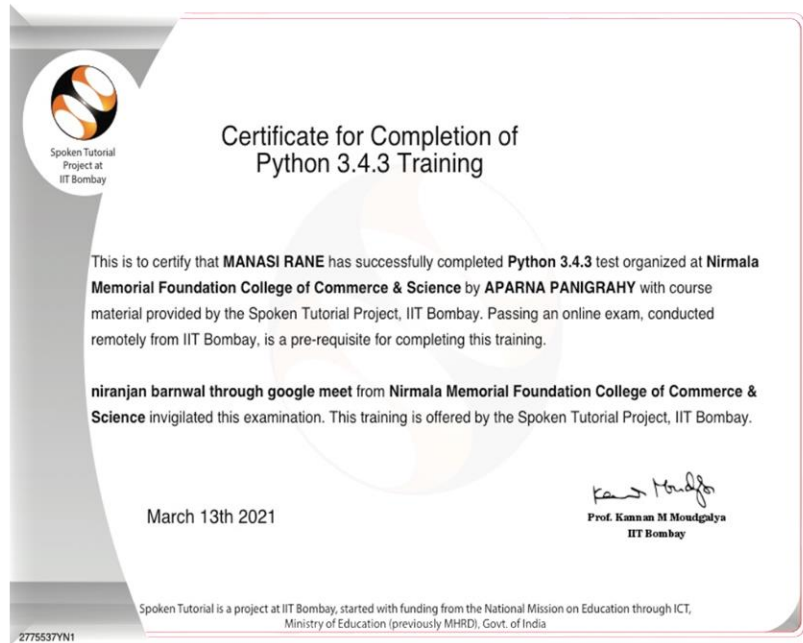 Spoken Tutorial
Project at
IIT Bombay
Certificate for Completion of
Python 3.4.3 Training
This is to certify that MANASI RANE has successfully completed Python 3.4.3 test organized at Nirmala
Memorial Foundation College of Commerce & Science by APARNA PANIGRAHY with course
material provided by the Spoken Tutorial Project, IIT Bombay. Passing an online exam, conducted
remotely from IIT Bombay, is a pre-requisite for completing this training.
niranjan barnwal through google meet from Nirmala Memorial Foundation College of Commerce &
Science invigilated this examination. This training is offered by the Spoken Tutorial Project, IIT Bombay.
March 13th 2021
Prof. Kannan M Moudgalya
IIT Bombay
Spoken Tutorial is a project at IIT Bombay, started with funding from the National Mission on Education through ICT,
Ministry of Education (previously MHRD), Govt. of India
2775537YN1